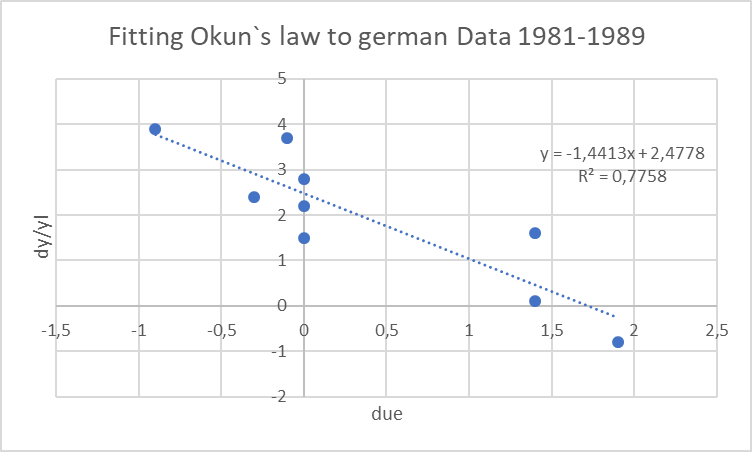 Fitting Okun`s law to german Data 1981-1989
5
4
y = -1,4413x + 2,4778
3
R² = 0,7758
2
dy/yl
1
0
-1,5 -1 -0,5 0 0,5 1 1,5 2 2,5
-1
-2
due